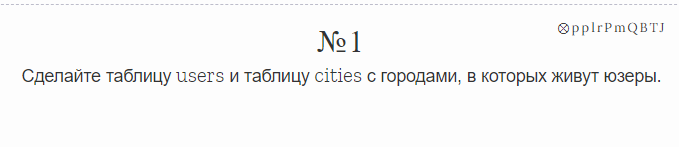 ⊗pplrPmQBTJ
№1
Сделайте таблицу users и таблицу cities с городами, в которых живут юзеры.